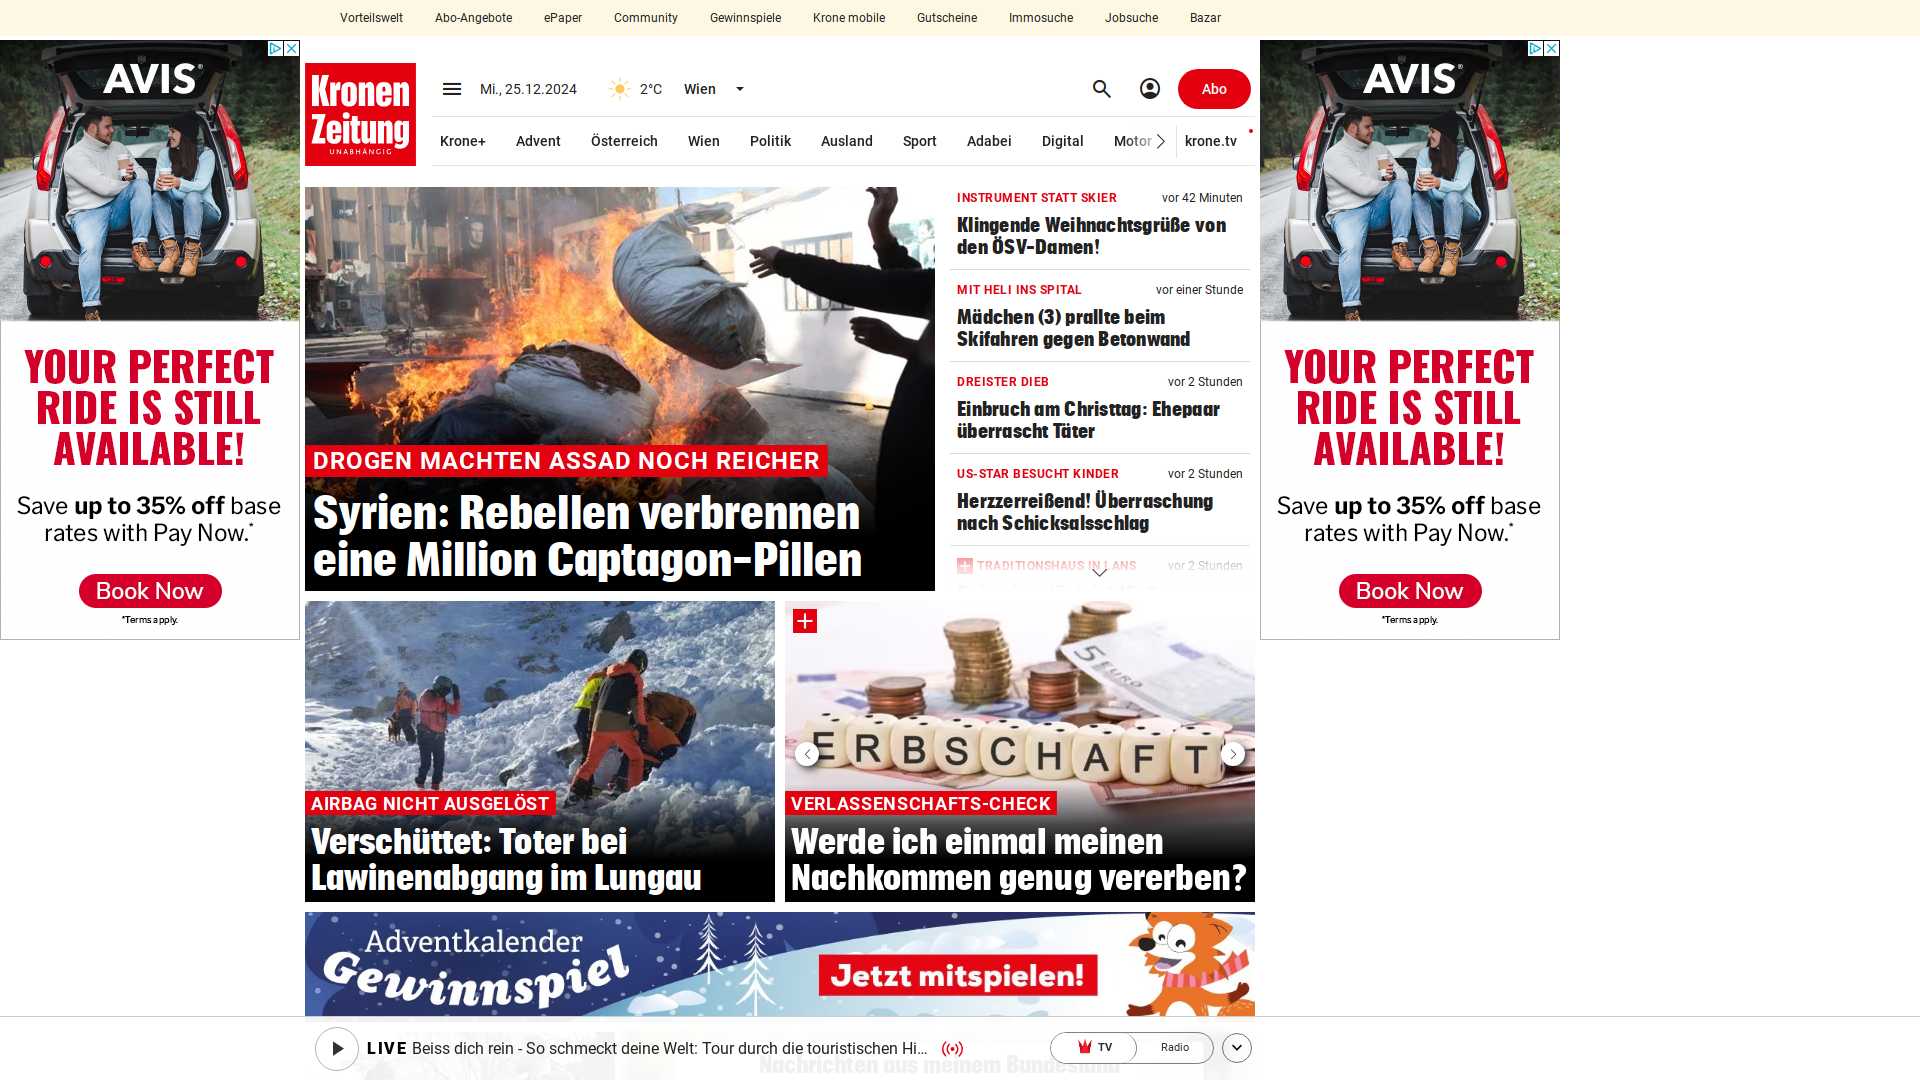 Vorteilswelt Abo-Angebote ePaper Community Gewinnspiele Krone mobile Gutscheine Immosuche Jobsuche Bazar
AVIS®
YOUR PERFECT
RIDE IS STILL
AVAILABLE!
Save up to 35% off base
rates with Pay Now.*
Book Now
*Terms apply.
Kronen
Zeitung
UNABHÄNGIG
Mi., 25.12.2024 2°C Wien Abo
Krone+ Advent Österreich Wien Politik Ausland Sport Adabei Digital Motor krone.tv
DROGEN MACHTEN ASSAD NOCH REICHER
Syrien: Rebellen verbrennen
eine Million Captagon-Pillen
INSTRUMENT STATT SKIER vor 42 Minuten
Klingende Weihnachtsgrüße von
den ÖSV-Damen!
MIT HELI INS SPITAL vor einer Stunde
Mädchen (3) prallte beim
Skifahren gegen Betonwand
DREISTER DIEB vor 2 Stunden
Einbruch am Christtag: Ehepaar
überrascht Täter
US-STAR BESUCHT KINDER vor 2 Stunden
Herzzerreißend! Überraschung
nach Schicksalsschlag
TRADITIONSHAUS IN LANS vor 2 Stunden
AIRBAG NICHT AUSGELÖST
Verschüttet: Toter bei
Lawinenabgang im Lungau
5 EURO
ERBSCHAFT
VERLASSENSCHAFTS-CHECK
Werde ich einmal meinen
Nachkommen genug vererben?
Adventkalender
Gewinnspiel
Jetzt mitspielen!
LIVE Beiss dich rein - So schmeckt deine Welt: Tour durch die touristischen Hi... TV Radio
Nachrichten aus meinem Bundesland
AVIS®
YOUR PERFECT
RIDE IS STILL
AVAILABLE!
Save up to 35% off base
rates with Pay Now.*
Book Now
*Terms apply.